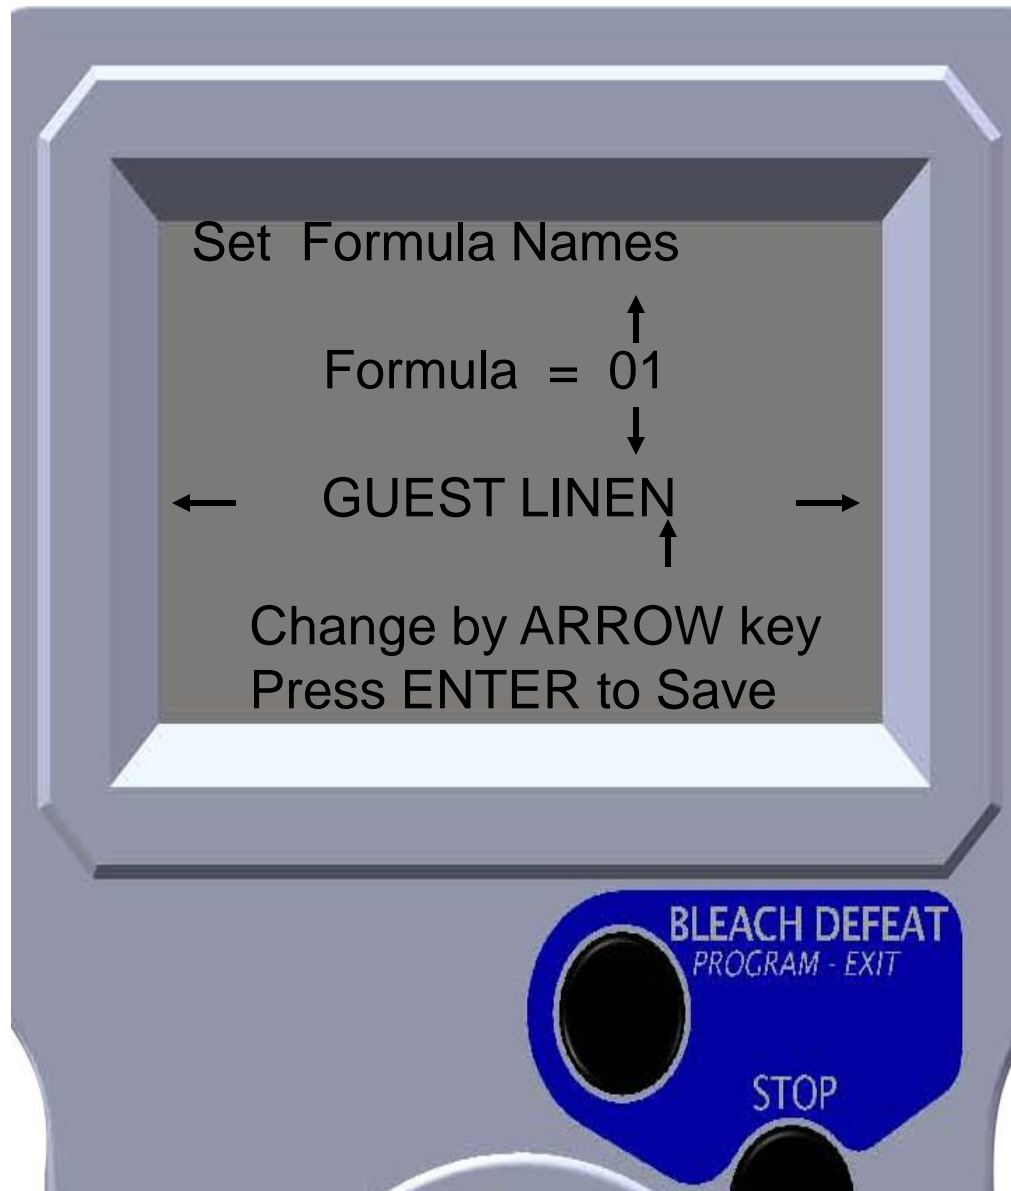 Set Formula Names
Formula = 01
GUEST LINEN
Change by ARROW key
Press ENTER to Save
BLEACH DEFEAT
PROGRAM - EXIT
STOP